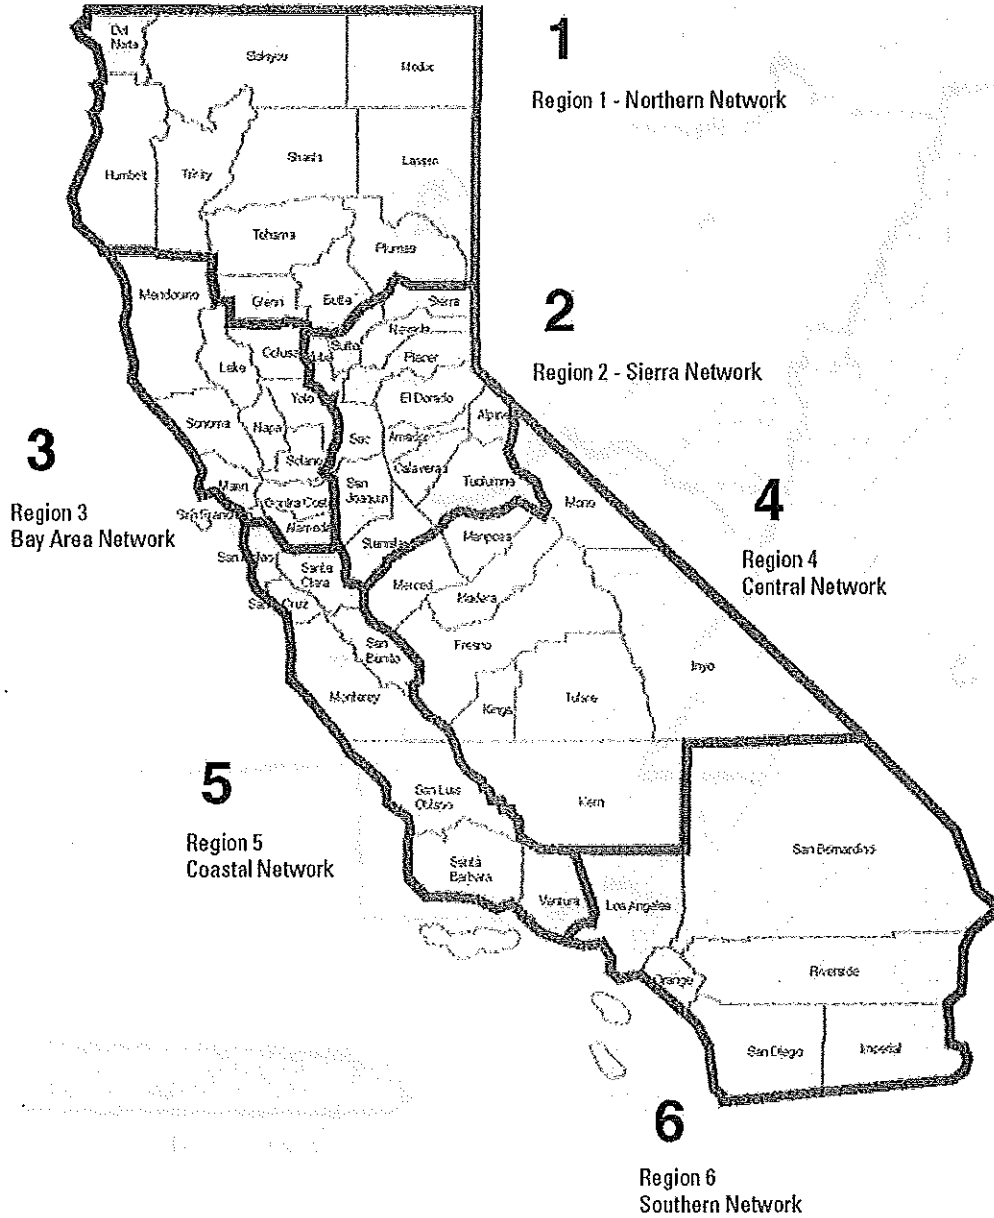 1
Region 1 - Northern Network
Siskiyou
Modoc
Humbolt
Trinity
Shasta
Lassen
Tehama
Plumas
Mendocino
Glenn
Butte
Sierra
2
Region 2 - Sierra Network
Nevada
Placer
Colusa
Lake
Yolo
El Dorado
Alpine
Sonoma
Napa
Sac
Amador
Solano
Calaveras
3
Region 3
Bay Area Network
Marin
San Joaquin
Tuolumne
Contra Costa
San Francisco
Alameda
Mono
4
Region 4
Central Network
Stanislaus
Mariposa
San Mateo
Santa
Clara
Merced
Madera
Santa Cruz
San
Benito
Fresno
Inyo
Monterey
Kings
Tulare
5
Region 5
Coastal Network
San Luis
Obispo
Kern
San Bernardino
Santa
Barbara
Ventura
Los Angeles
Orange
Riverside
San Diego
Imperial
6
Region 6
Southern Network